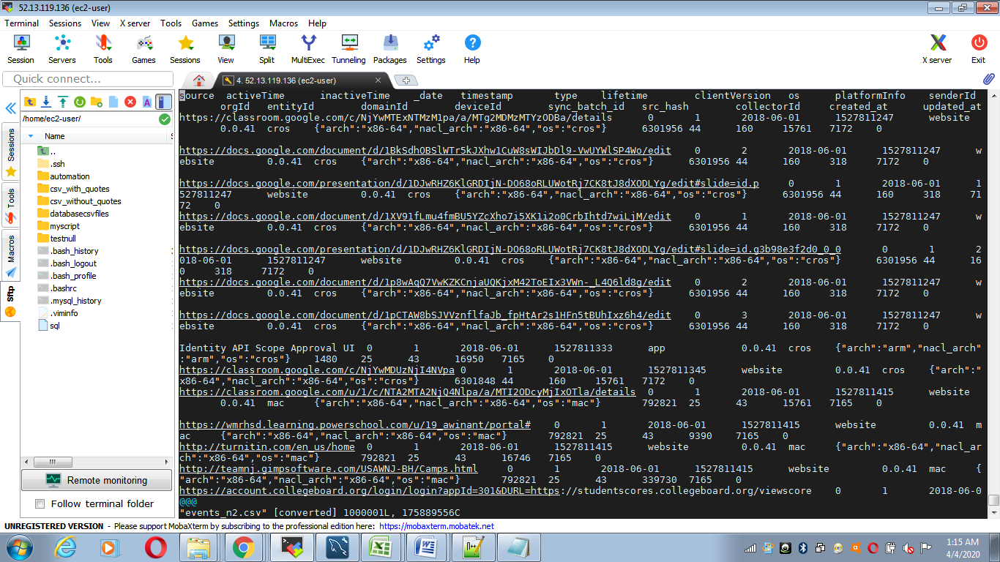 52.13.119.136 (ec2-user)
Terminal Sessions View X server Tools Games Settings Macros Help
Session Servers Tools Games Sessions View Split MultiExec Tunneling Packages Settings Help X server Exit
Quick connect...
4. 52.13.119.136 (ec2-user)
/home/ec2-user/
Name
..
.ssh
automation
csv_with_quotes
csv_without_quotes
databasecsvfiles
myscript
testnull
.bash_history
.bash_logout
.bash_profile
.bashrc
.mysql_history
.viminfo
sql
Sessions
Tools
Macros
Sftp
Remote monitoring
Follow terminal folder
source activeTime inactiveTime _date timestamp type lifetime clientVersion os platformInfo senderId
orgId entityId domainId deviceId sync_batch_id src_hash collectorId created_at updated_at
https://classroom.google.com/c/NjYwMTExNTMzM1pa/a/MTg2MDMzMTYzODBa/details 0 1 2018-06-01 1527811247 website
0.0.41 cros {"arch":"x86-64","nacl_arch":"x86-64","os":"cros"} 6301956 44 160 15761 7172 0
https://docs.google.com/document/d/1BkSdhOBSlWTr5kJXhw1CuW8sWIJbDl9-VwUYWlSP4Wo/edit 0 2 2018-06-01 1527811247 w
ebsite 0.0.41 cros {"arch":"x86-64","nacl_arch":"x86-64","os":"cros"} 6301956 44 160 318 7172 0
https://docs.google.com/presentation/d/1DJwRHZ6KlGRDIjN-DO68oRLUWotRj7CK8tJ8dXODLYg/edit#slide=id.p 0 1 2018-06-01 1
527811247 website 0.0.41 cros {"arch":"x86-64","nacl_arch":"x86-64","os":"cros"} 6301956 44 160 318 71
72 0
https://docs.google.com/document/d/1XV91fLmu4fmBU5YZcXho7i5XK1i2o0CrbIhtd7wiLjM/edit 0 1 2018-06-01 1527811247 w
ebsite 0.0.41 cros {"arch":"x86-64","nacl_arch":"x86-64","os":"cros"} 6301956 44 160 318 7172 0
https://docs.google.com/presentation/d/1DJwRHZ6KlGRDIjN-DO68oRLUWotRj7CK8tJ8dXODLYg/edit#slide=id.g3b98e3f2d0_0_0 0 1 2
018-06-01 1527811247 website 0.0.41 cros {"arch":"x86-64","nacl_arch":"x86-64","os":"cros"} 6301956 44 16
0 318 7172 0
https://docs.google.com/document/d/1p8wAqQ7VwKZKCnjaUQKjxM42ToEIx3VWn-_L4Q6ld8g/edit 0 2 2018-06-01 1527811247 w
ebsite 0.0.41 cros {"arch":"x86-64","nacl_arch":"x86-64","os":"cros"} 6301956 44 160 318 7172 0
https://docs.google.com/document/d/1pCTAW8bSJVVznflfaJb_fpHtAr2s1HFn5tBUhIxz6h4/edit 0 3 2018-06-01 1527811247 w
ebsite 0.0.41 cros {"arch":"x86-64","nacl_arch":"x86-64","os":"cros"} 6301956 44 160 318 7172 0
Identity API Scope Approval UI 0 1 2018-06-01 1527811333 app 0.0.41 cros {"arch":"arm","nacl_arch"
:"arm","os":"cros"} 1480 25 43 16950 7165 0
https://classroom.google.com/c/NjYwMDUzNjI4NVpa 0 1 2018-06-01 1527811345 website 0.0.41 cros {"arch":"
x86-64","nacl_arch":"x86-64","os":"cros"} 6301848 44 160 15761 7172 0
https://classroom.google.com/u/1/c/NTA2MTA2NjQ4Nlpa/a/MTI2ODcyMjIxOTla/details 0 1 2018-06-01 1527811415 website
0.0.41 mac {"arch":"x86-64","nacl_arch":"x86-64","os":"mac"} 792821 25 43 15761 7165 0
https://wmrhsd.learning.powerschool.com/u/19_awinant/portal# 0 1 2018-06-01 1527811415 website 0.0.41 m
ac {"arch":"x86-64","nacl_arch":"x86-64","os":"mac"} 792821 25 43 9390 7165 0
http://turnitin.com/en_us/home 0 1 2018-06-01 1527811415 website 0.0.41 mac {"arch":"x86-64","nacl_ar
ch":"x86-64","os":"mac"} 792821 25 43 16746 7165 0
http://teamnj.gimpsoftware.com/USAWNJ-BH/Camps.html 0 1 2018-06-01 1527811415 website 0.0.41 mac {
"arch":"x86-64","nacl_arch":"x86-64","os":"mac"} 792821 25 43 339730 7165 0
https://account.collegeboard.org/login/login?appId=301&DURL=https://studentscores.collegeboard.org/viewscore 0 1 2018-06-0
@@@
"events_n2.csv" [converted] 1000001L, 175889556C
UNREGISTERED VERSION - Please support MobaXterm by subscribing to the professional edition here: https://mobaxterm.mobatek.net
1:15 AM
4/4/2020